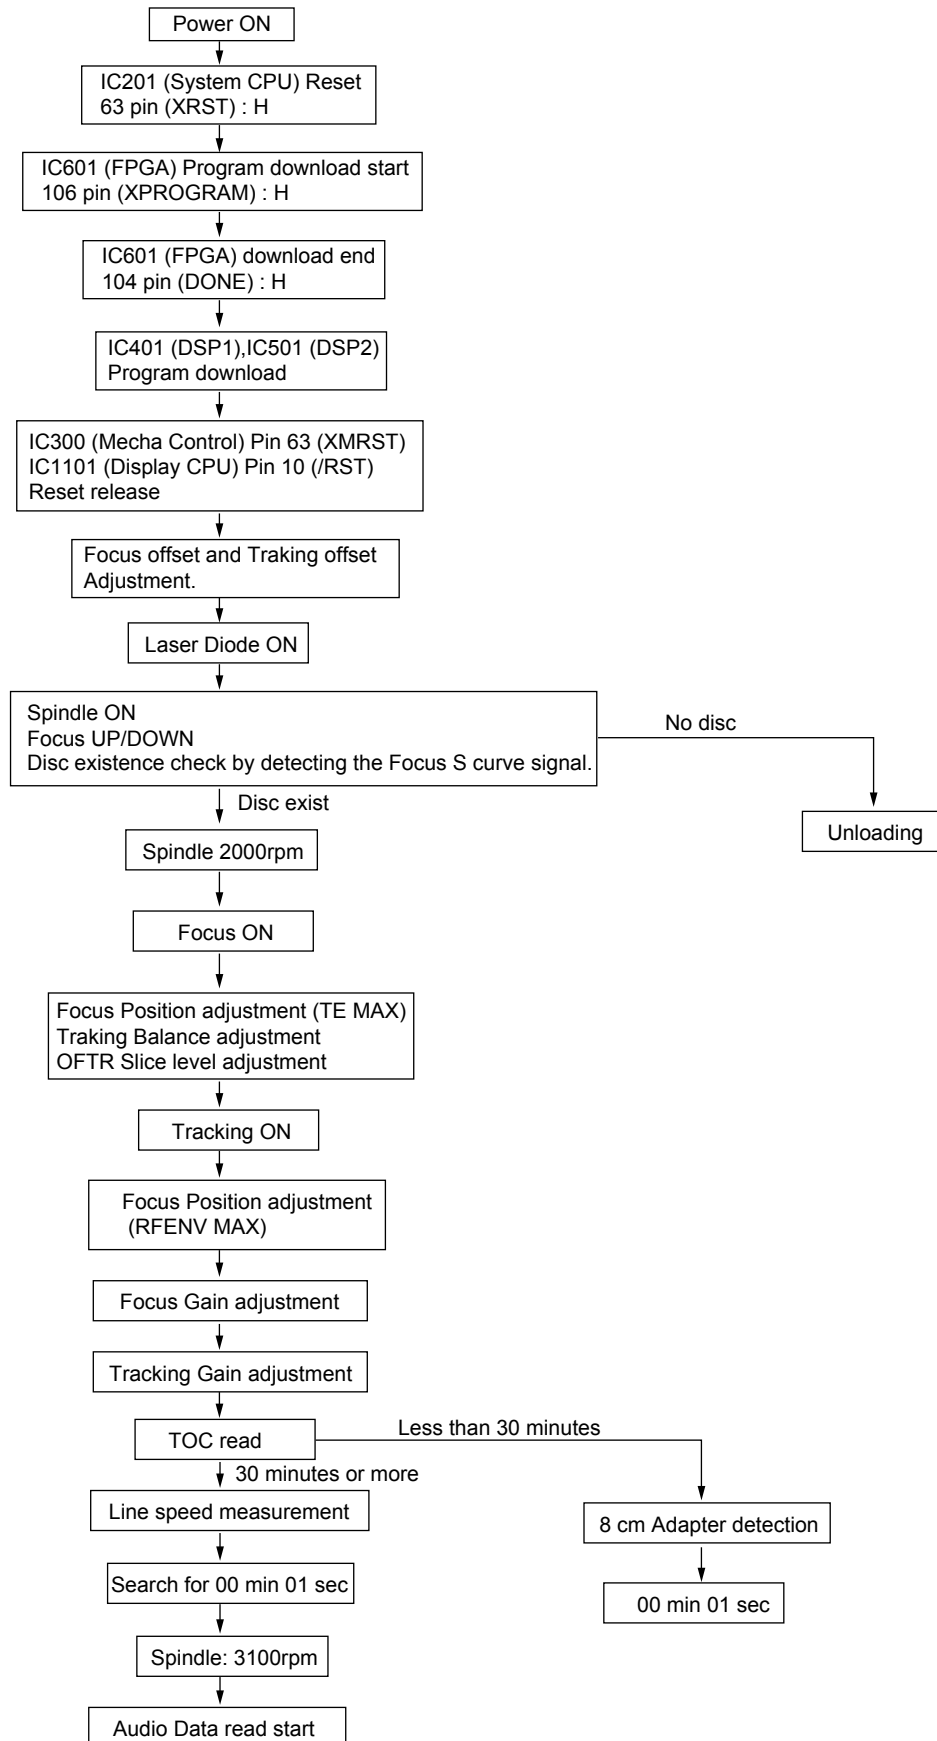 Power ON
IC201 (System CPU) Reset
63 pin (XRST) : H
IC601 (FPGA) Program download start
106 pin (XPROGRAM) : H
IC601 (FPGA) download end
104 pin (DONE) : H
IC401 (DSP1),IC501 (DSP2)
Program download
IC300 (Mecha Control) Pin 63 (XMRST)
IC1101 (Display CPU) Pin 10 (/RST)
Reset release
Focus offset and Traking offset
Adjustment.
Laser Diode ON
Spindle ON
Focus UP/DOWN
Disc existence check by detecting the Focus S curve signal.
No disc
Unloading
Disc exist
Spindle 2000rpm
Focus ON
Focus Position adjustment (TE MAX)
Traking Balance adjustment
OFTR Slice level adjustment
Tracking ON
Focus Position adjustment
(RFENV MAX)
Focus Gain adjustment
Tracking Gain adjustment
TOC read
Less than 30 minutes
30 minutes or more
Line speed measurement
8 cm Adapter detection
Search for 00 min 01 sec
00 min 01 sec
Spindle: 3100rpm
Audio Data read start